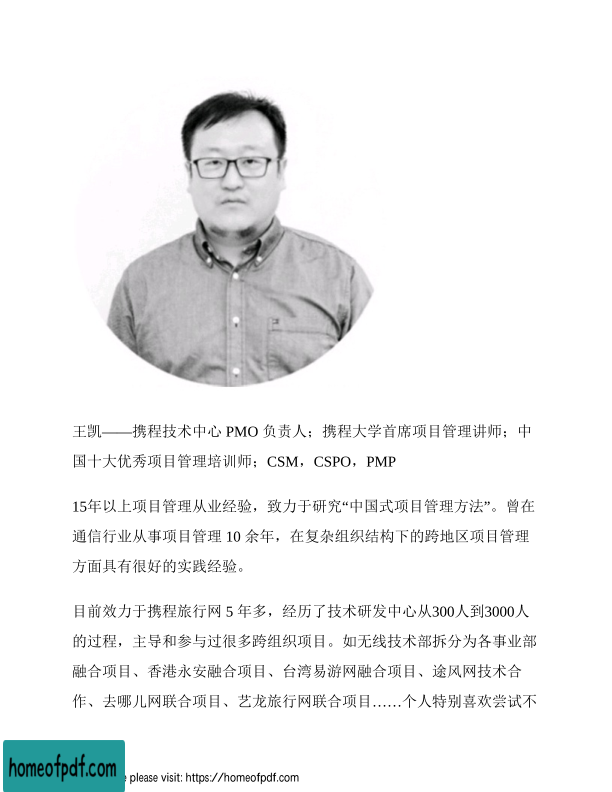 王凯——携程技术中心 PMO 负责人；携程大学首席项目管理讲师；中
国十大优秀项目管理培训师；CSM，CSPO，PMP
15年以上项目管理从业经验，致力于研究“中国式项目管理方法”。曾在
通信行业从事项目管理 10 余年，在复杂组织结构下的跨地区项目管理
方面具有很好的实践经验。
目前效力于携程旅行网 5 年多，经历了技术研发中心从300人到3000人
的过程，主导和参与过很多跨组织项目。如无线技术部拆分为各事业部
融合项目、香港永安融合项目、台湾易游网融合项目、途风网技术合
作、去哪儿网联合项目、艺龙旅行网联合项目……个人特别喜欢尝试不
homeofpdf.com
please visit: https://homeofpdf.com